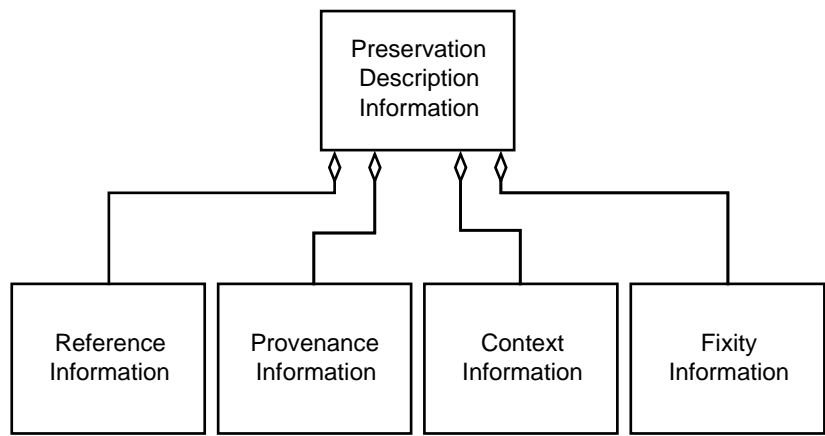 Preservation
Description
Information
Reference
Information
Provenance
Information
Context
Information
Fixity
Information